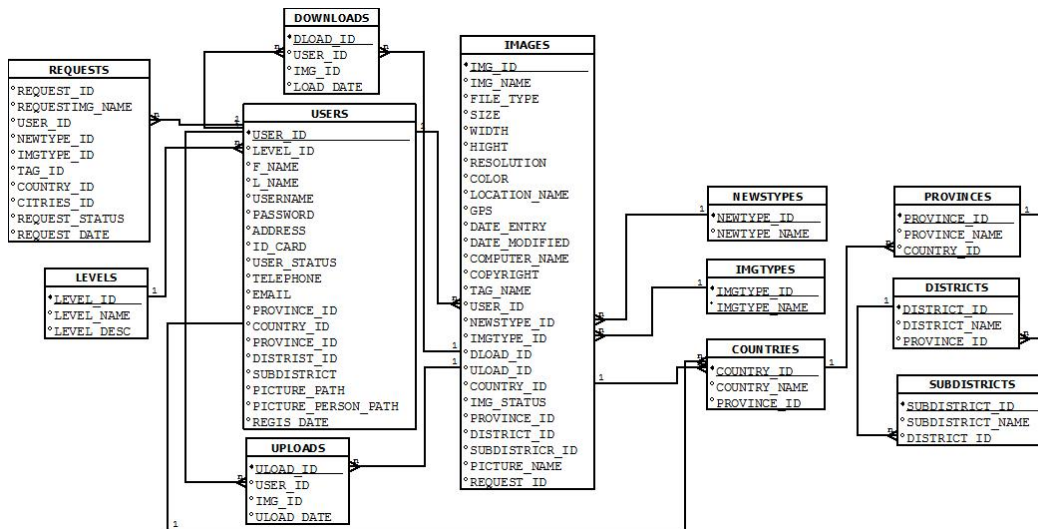 DOWNLOADS
DLOAD_ID
USER_ID
IMG_ID
LOAD_DATE
REQUESTS
REQUEST_ID
REQUESTIMG_NAME
USER_ID
NEWTYPE_ID
IMGTYPE_ID
TAG_ID
COUNTRY_ID
CITRIES_ID
REQUEST_STATUS
REQUEST_DATE
LEVELS
LEVEL_ID
LEVEL_NAME
LEVEL_DESC
USERS
USER_ID
LEVEL_ID
F_NAME
L_NAME
USERNAME
PASSWORD
ADDRESS
ID_CARD
USER_STATUS
TELEPHONE
EMAIL
PROVINCE_ID
COUNTRY_ID
PROVINCE_ID
DISTRIST_ID
SUBDISTRICT
PICTURE_PATH
PICTURE_PERSON_PATH
REGIS_DATE
UPLOADS
ULOAD_ID
USER_ID
IMG_ID
ULOAD_DATE
IMAGES
IMG_ID
IMG_NAME
FILE_TYPE
SIZE
WIDTH
HIGHT
RESOLUTION
COLOR
LOCATION_NAME
GPS
DATE_ENTRY
DATE_MODIFIED
COMPUTER_NAME
COPYRIGHT
TAG_NAME
USER_ID
NEWSTYPE_ID
IMGTYPE_ID
DLOAD_ID
ULOAD_ID
COUNTRY_ID
IMG_STATUS
PROVINCE_ID
DISTRICT_ID
SUBDISTRICR_ID
PICTURE_NAME
REQUEST_ID
NEWSTYPES
NEWTYPE_ID
NEWTYPE_NAME
IMGTYPES
IMGTYPE_ID
IMGTYPE_NAME
COUNTRIES
COUNTRY_ID
COUNTRY_NAME
PROVINCE_ID
PROVINCES
PROVINCE_ID
PROVINCE_NAME
COUNTRY_ID
DISTRICTS
DISTRICT_ID
DISTRICT_NAME
PROVINCE_ID
SUBDISTRICTS
SUBDISTRICT_ID
SUBDISTRICT_NAME
DISTRICT_ID